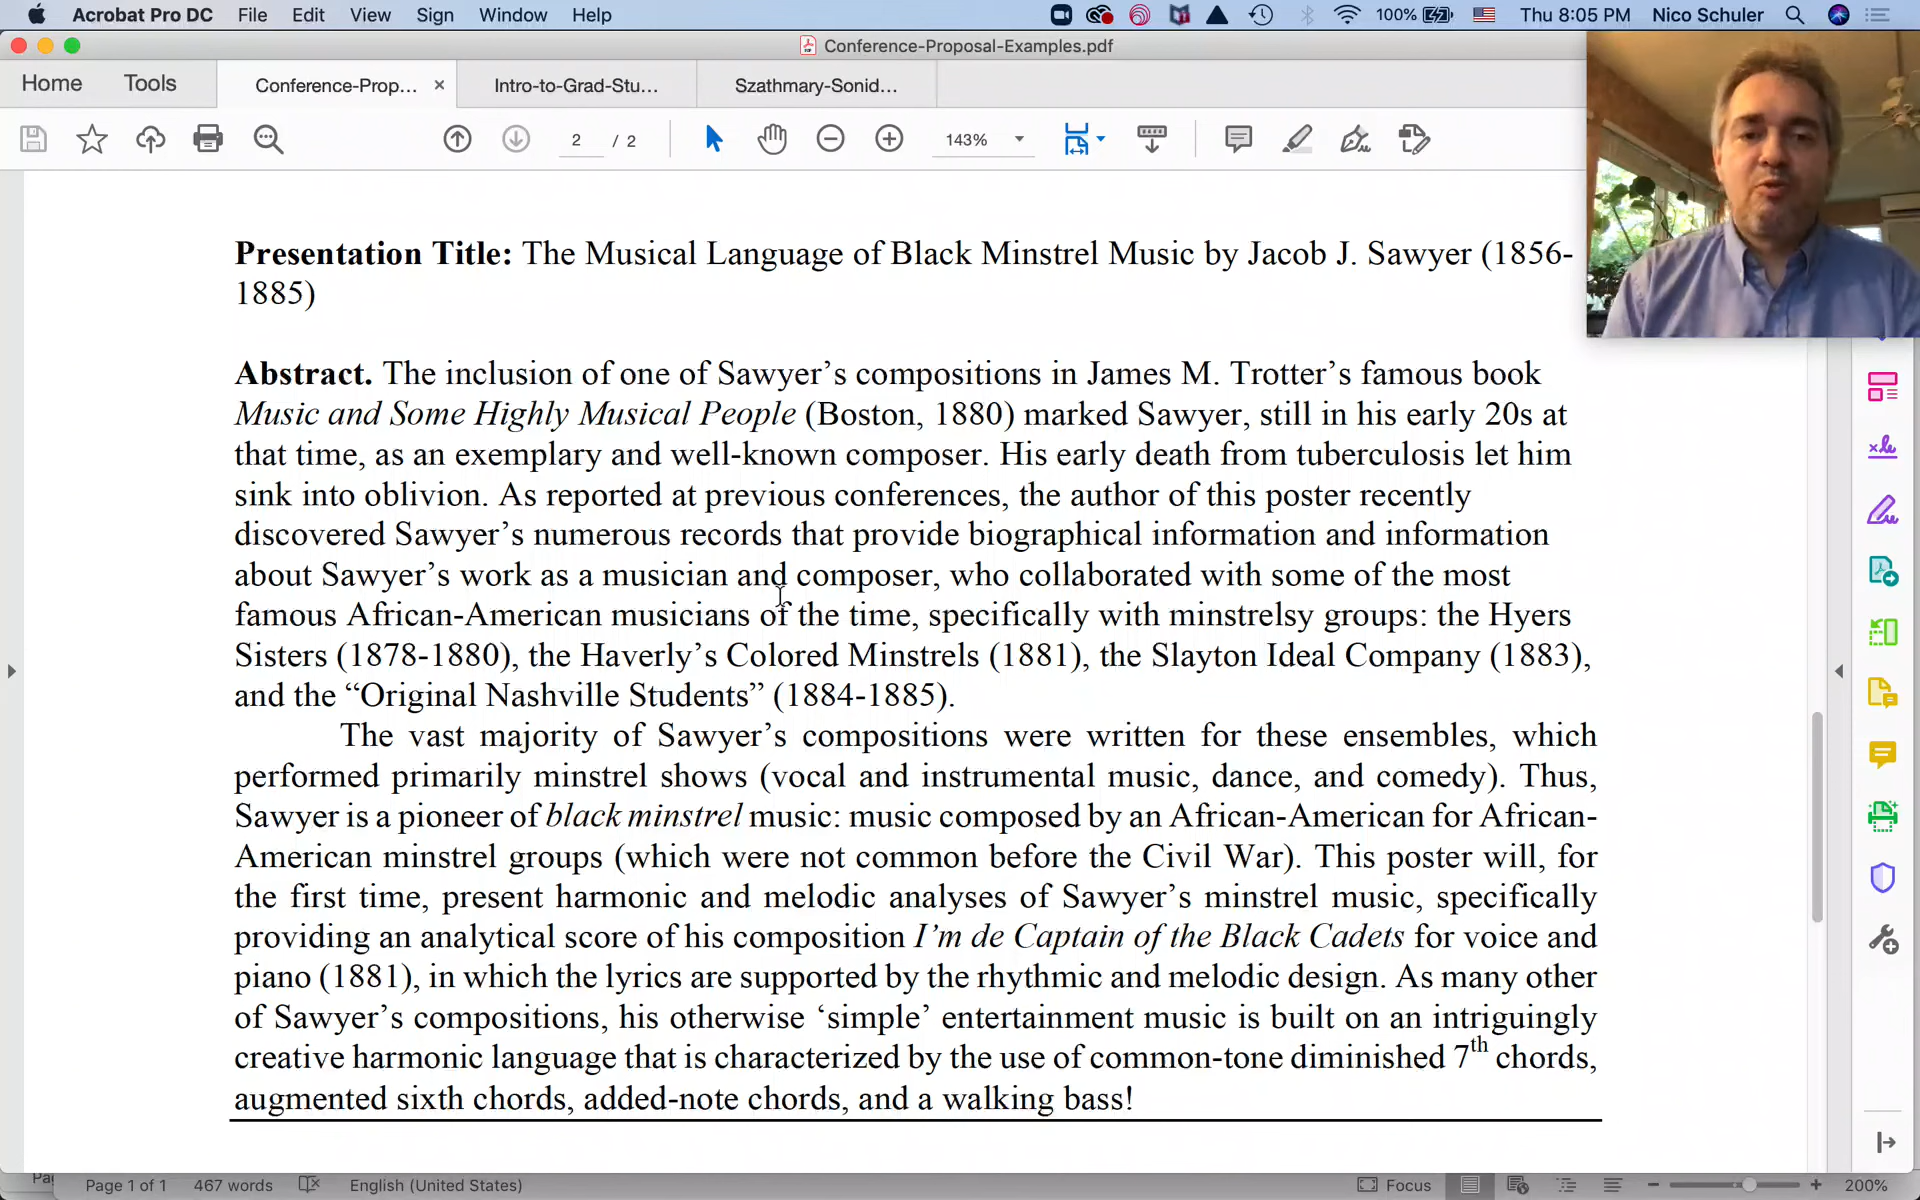 Acrobat Pro DC File Edit View Sign Window Help 100% Thu 8:05 PM Nico Schuler
Conference-Proposal-Examples.pdf
Home Tools Conference-Prop... × Intro-to-Grad-Stu... Szathmary-Sonid...
2 / 2 143%
Presentation Title: The Musical Language of Black Minstrel Music by Jacob J. Sawyer (1856-
1885)
Abstract. The inclusion of one of Sawyer’s compositions in James M. Trotter’s famous book
Music and Some Highly Musical People (Boston, 1880) marked Sawyer, still in his early 20s at
that time, as an exemplary and well-known composer. His early death from tuberculosis let him
sink into oblivion. As reported at previous conferences, the author of this poster recently
discovered Sawyer’s numerous records that provide biographical information and information
about Sawyer’s work as a musician and composer, who collaborated with some of the most
famous African-American musicians of the time, specifically with minstrelsy groups: the Hyers
Sisters (1878-1880), the Haverly’s Colored Minstrels (1881), the Slayton Ideal Company (1883),
and the “Original Nashville Students” (1884-1885).
The vast majority of Sawyer’s compositions were written for these ensembles, which
performed primarily minstrel shows (vocal and instrumental music, dance, and comedy). Thus,
Sawyer is a pioneer of black minstrel music: music composed by an African-American for African-
American minstrel groups (which were not common before the Civil War). This poster will, for
the first time, present harmonic and melodic analyses of Sawyer’s minstrel music, specifically
providing an analytical score of his composition I’m de Captain of the Black Cadets for voice and
piano (1881), in which the lyrics are supported by the rhythmic and melodic design. As many other
of Sawyer’s compositions, his otherwise ‘simple’ entertainment music is built on an intriguingly
creative harmonic language that is characterized by the use of common-tone diminished 7th chords,
augmented sixth chords, added-note chords, and a walking bass!
Page 1 of 1 467 words English (United States) Focus 200%